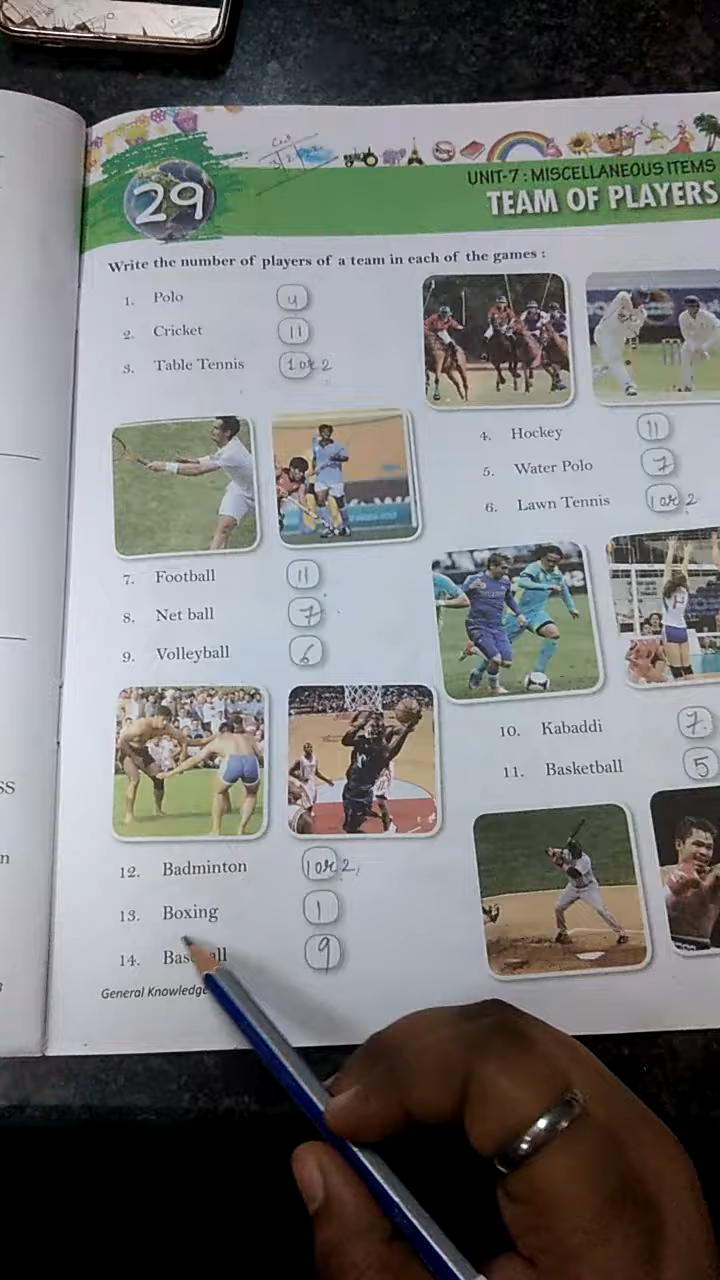 29
UNIT-7 : MISCELLANEOUS ITEMS
TEAM OF PLAYERS
Write the number of players of a team in each of the games :
1. Polo 4
2. Cricket 11
3. Table Tennis 1 or 2
4. Hockey 11
5. Water Polo 7
6. Lawn Tennis 1 or 2
7. Football 11
8. Net ball 7
9. Volleyball 6
10. Kabaddi 7
11. Basketball 5
12. Badminton 1 or 2
13. Boxing 1
14. 9
General Knowledge